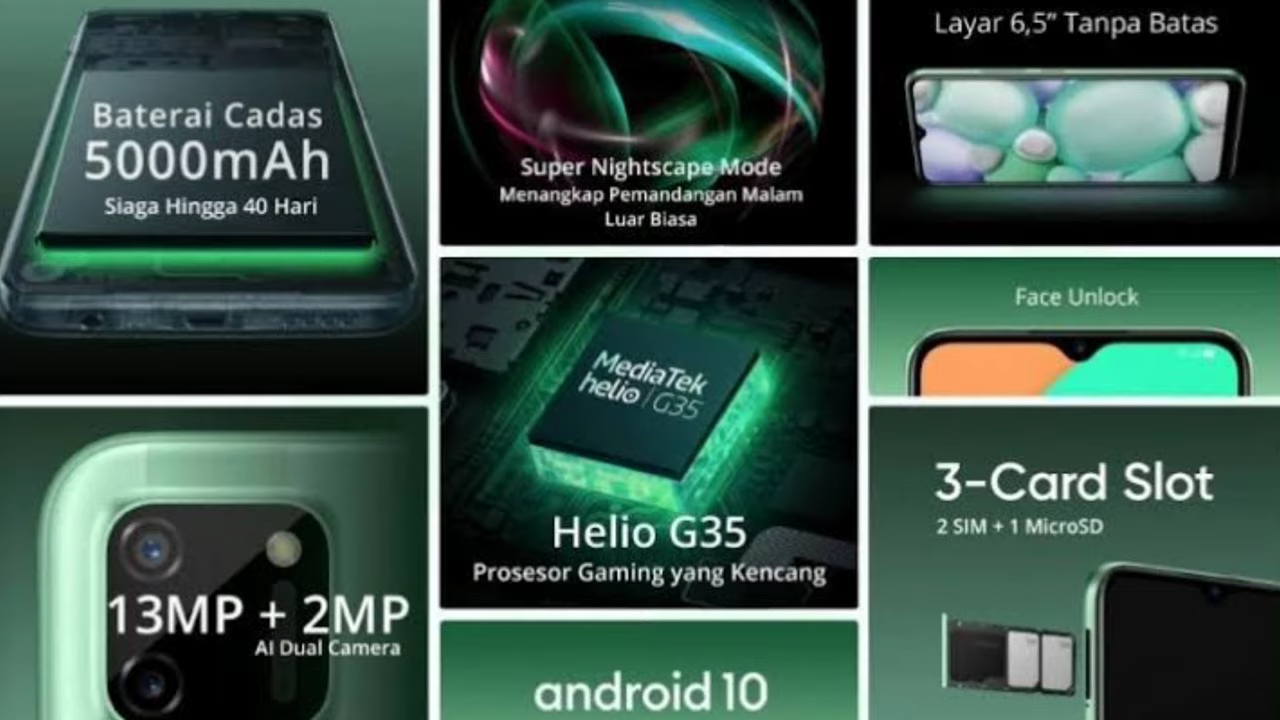 Baterai Cadas
5000mAh
Siaga Hingga 40 Hari
Super Nightscape Mode
Menangkap Pemandangan Malam
Luar Biasa
Layar 6,5” Tanpa Batas
Face Unlock
MediaTek
helio | G35
Helio G35
Prosesor Gaming yang Kencang
13MP + 2MP
AI Dual Camera
3-Card Slot
2 SIM + 1 MicroSD
android 10